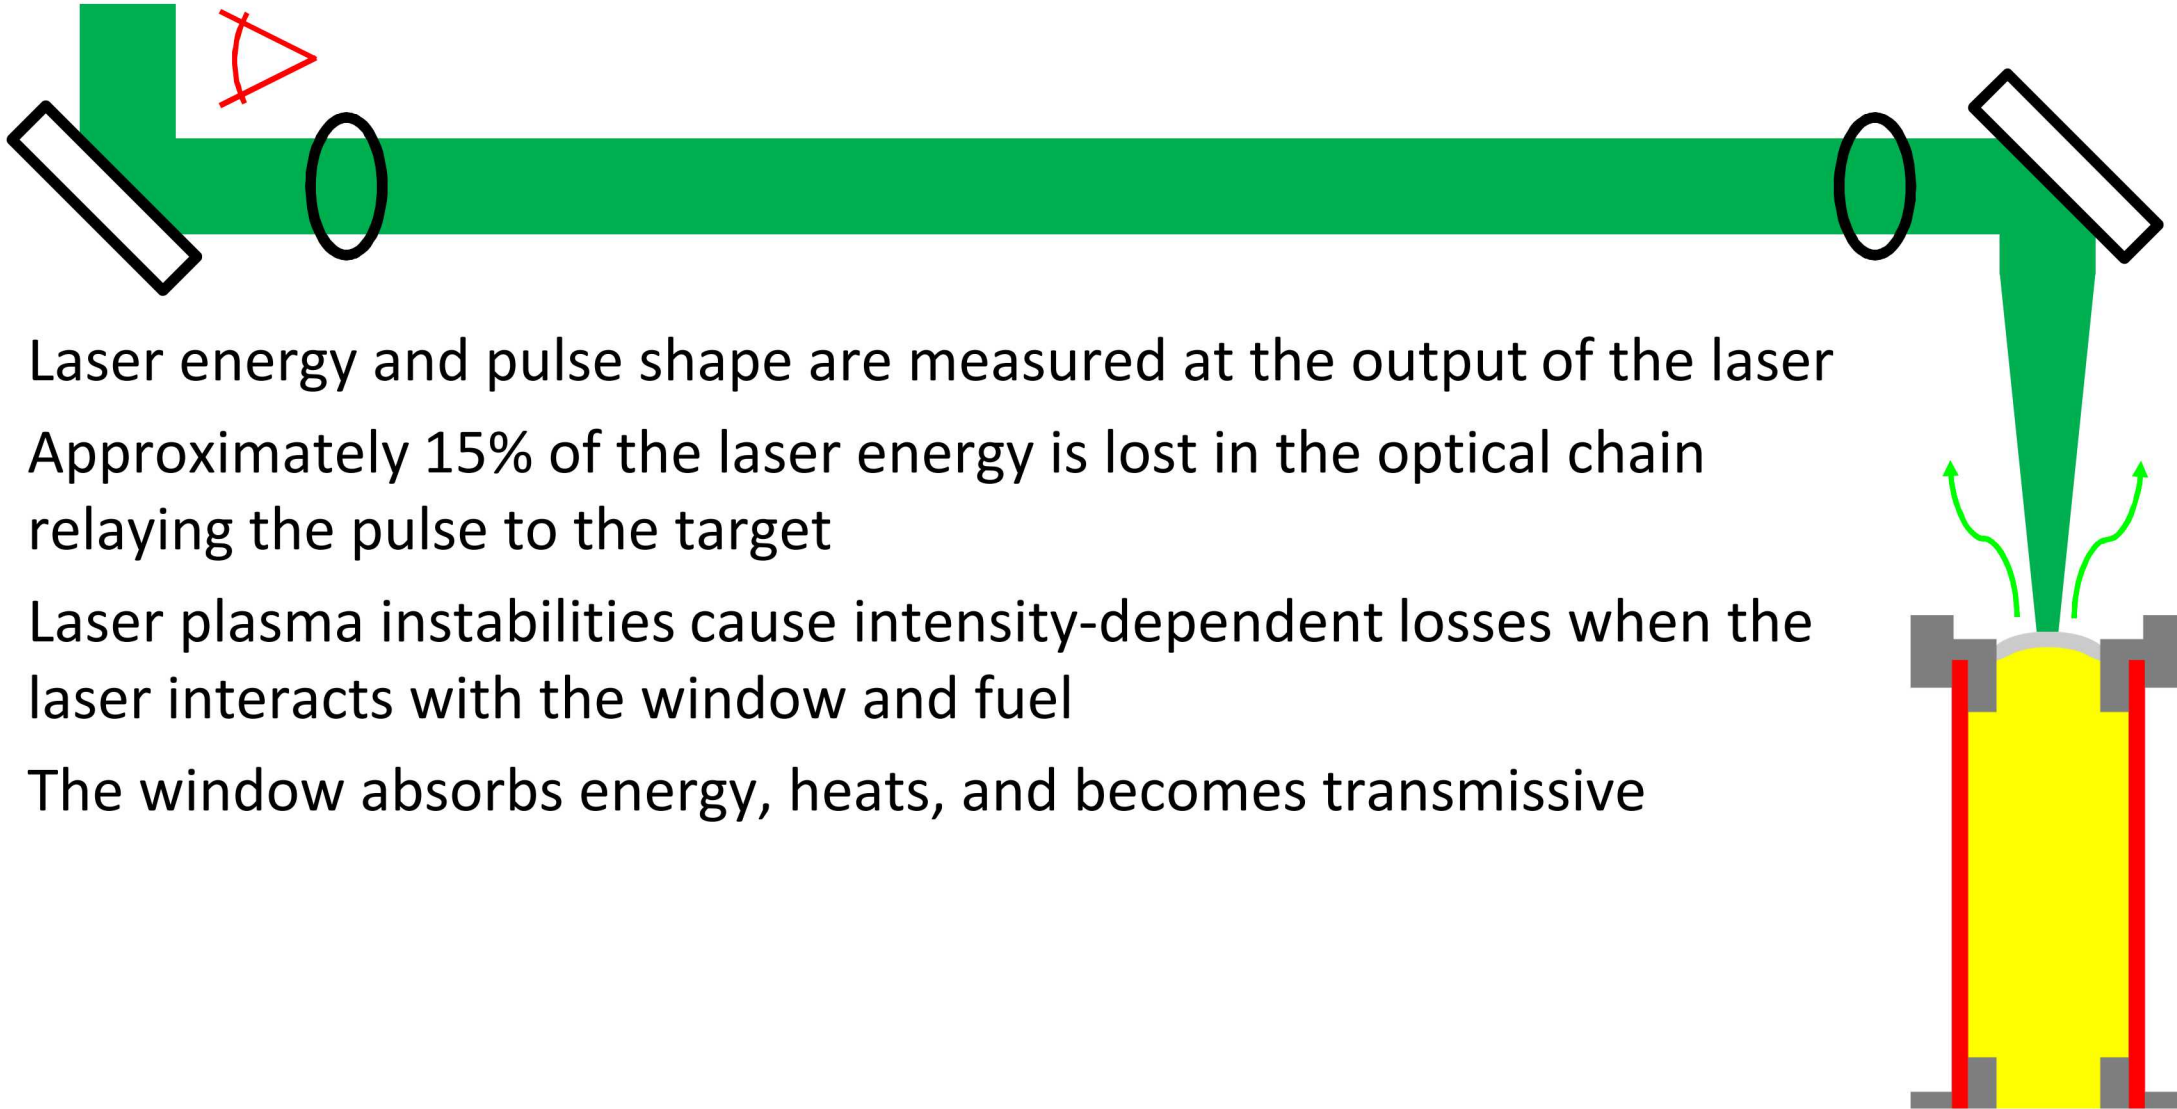 Laser energy and pulse shape are measured at the output of the laser
Approximately 15% of the laser energy is lost in the optical chain
relaying the pulse to the target
Laser plasma instabilities cause intensity-dependent losses when the
laser interacts with the window and fuel
The window absorbs energy, heats, and becomes transmissive